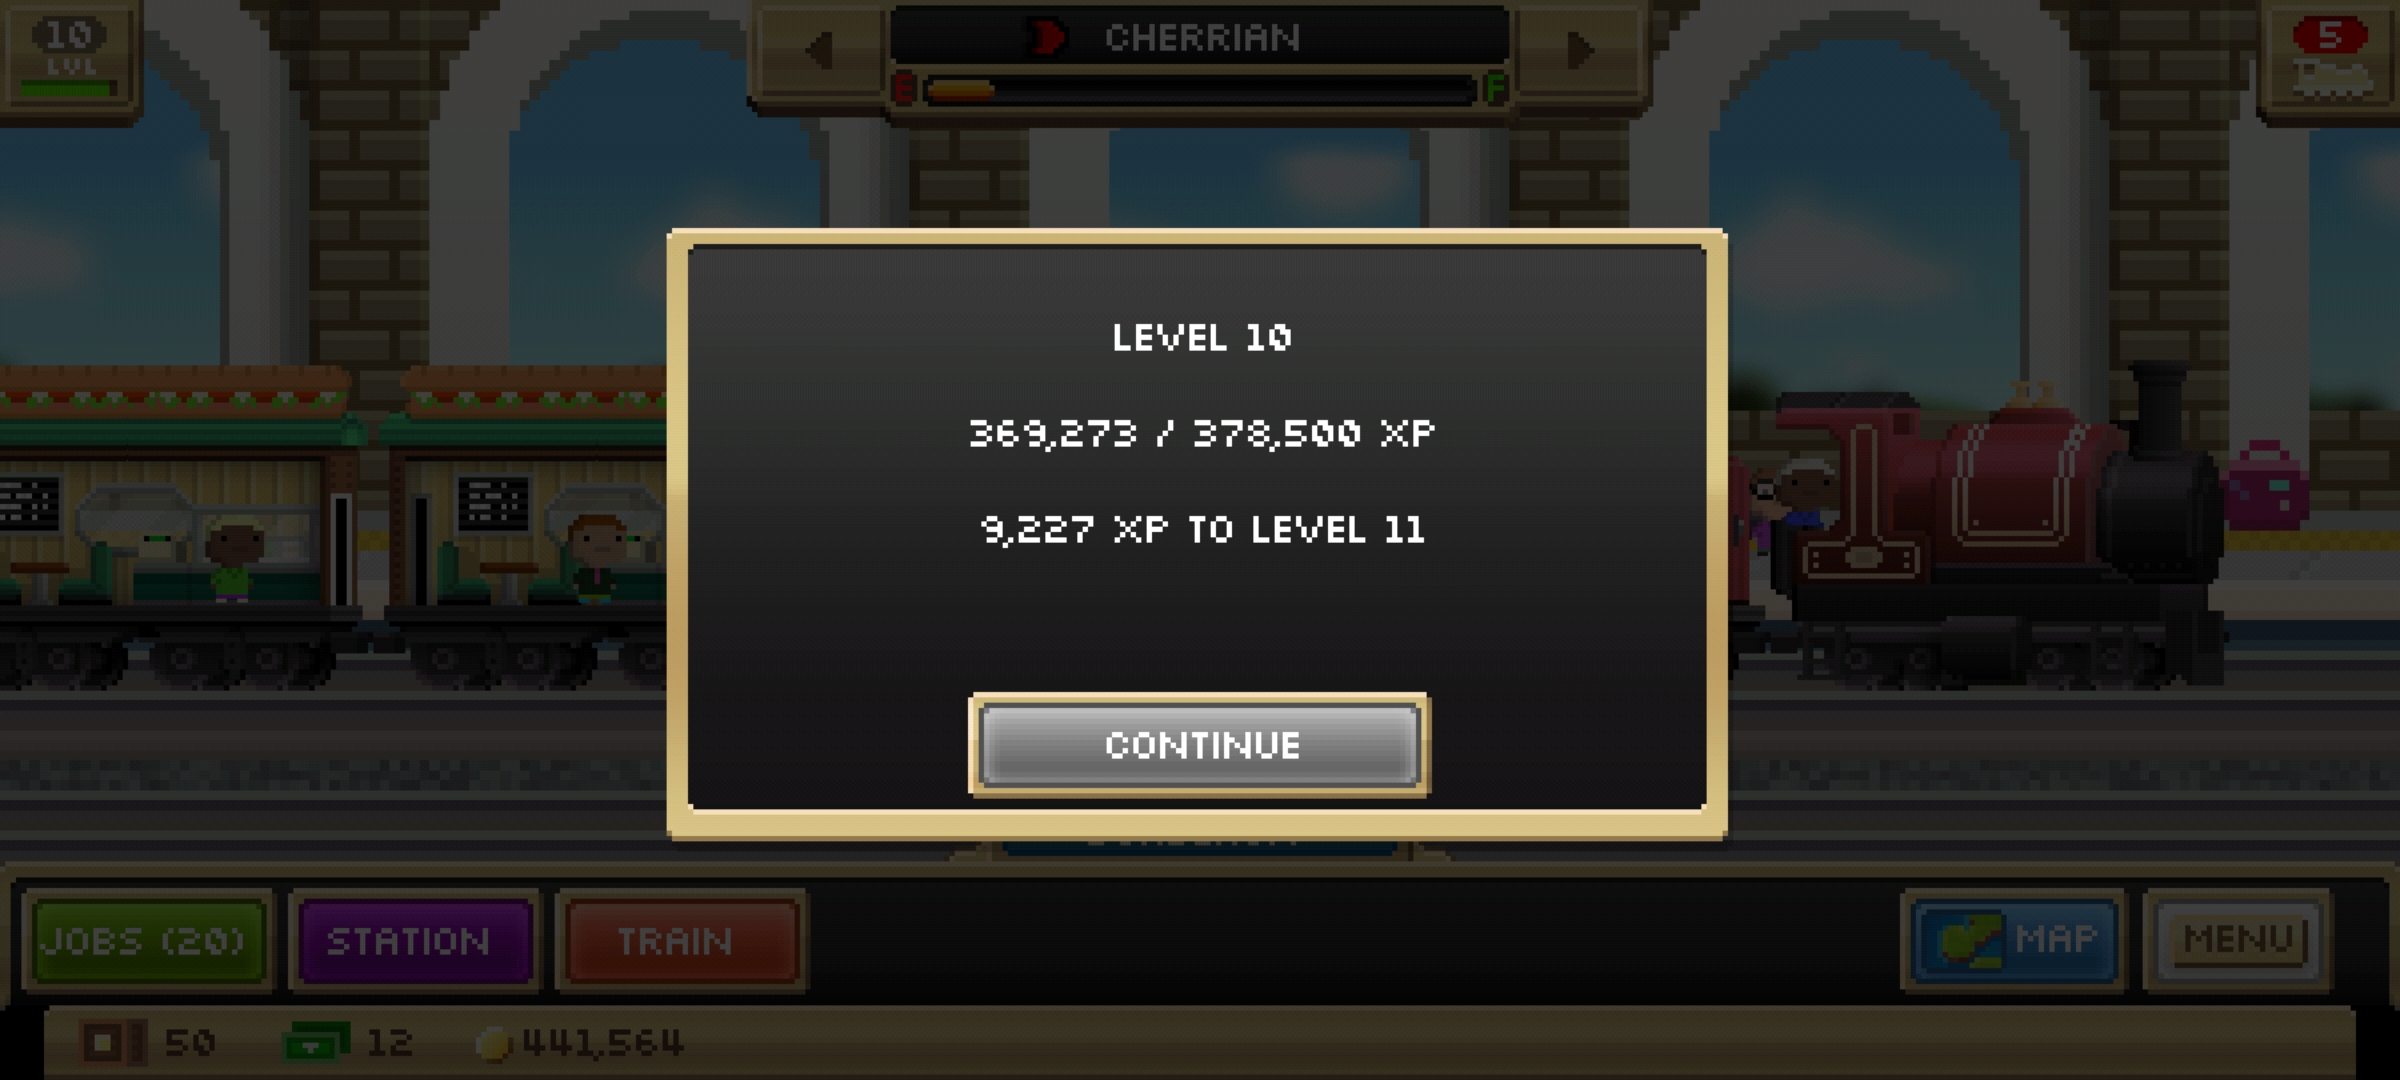 10
LVL
CHERRIAN
E
F
5
LEVEL 10
369,273 / 378,500 XP
9,227 XP TO LEVEL 11
CONTINUE
JOBS (20)
STATION
TRAIN
MAP
MENU
50
12
441,564